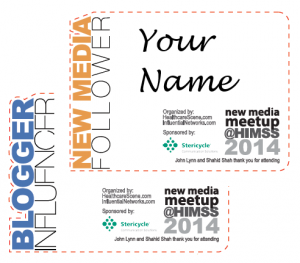 NEW MEDIA
FOLLOWER
Your
Name
Organized by:
HealthcareScene.com
InfluentialNetworks.com
Sponsored by:
Stericycle
new media
meetup
@HIMSS
2014
John Lynn and Shahid Shah thank you for attending
BLOGGER
INFLUENCER
Organized by:
HealthcareScene.com
InfluentialNetworks.com
Sponsored by:
Stericycle
new media
meetup
@HIMSS
2014
John Lynn and Shahid Shah thank you for attending